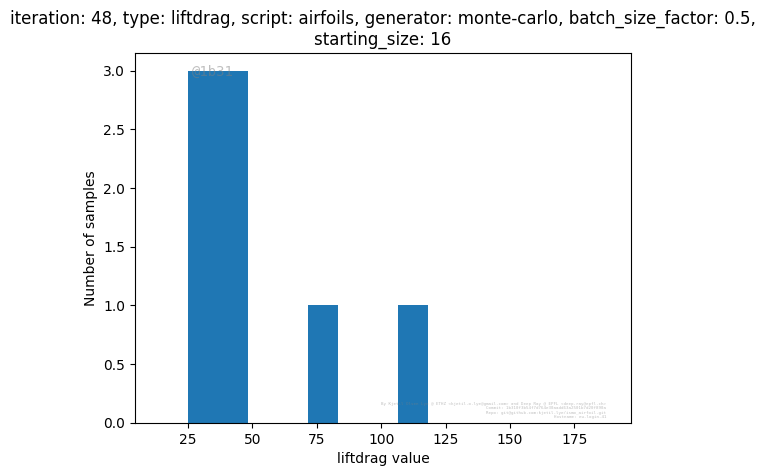 iteration: 48, type: liftdrag, script: airfoils, generator: monte-carlo, batch_size_factor: 0.5,
starting_size: 16
@1b31
3.0
2.5
2.0
1.5
1.0
0.5
0.0
Number of samples
25 50 75 100 125 150 175
liftdrag value